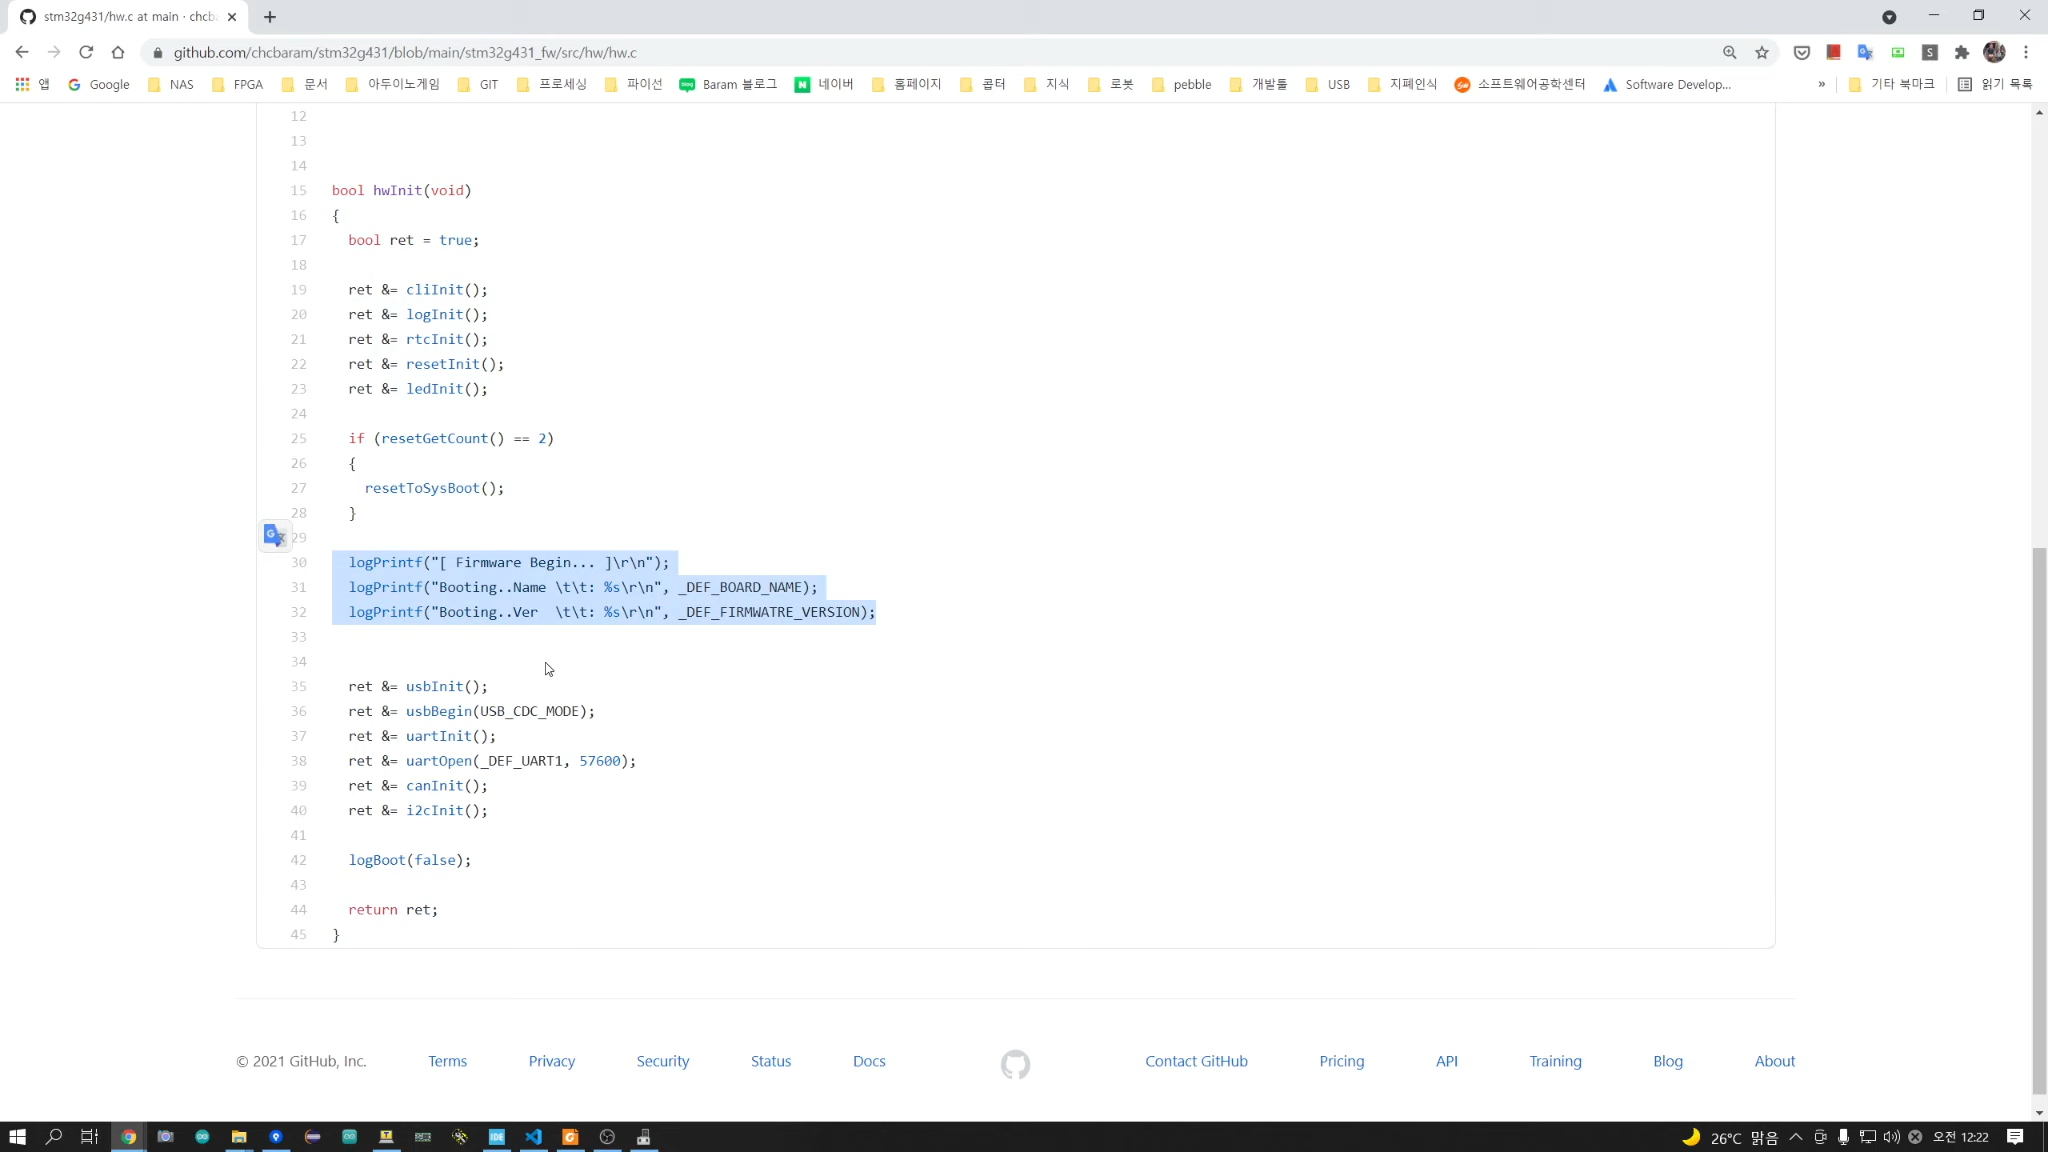 stm32g431/hw.c at main · chcba
github.com/chcbaram/stm32g431/blob/main/stm32g431_fw/src/hw/hw.c
앱 Google NAS FPGA 문서 아두이노게임 GIT 프로세싱 파이선 Baram 블로그 네이버 홈페이지 콥터 지식 로봇 pebble 개발툴 USB 지폐인식 소프트웨어공학센터 Software Develop... » 기타 북마크 읽기 목록
12
13
14
15 bool hwInit(void)
16 {
17 bool ret = true;
18
19 ret &= cliInit();
20 ret &= logInit();
21 ret &= rtcInit();
22 ret &= resetInit();
23 ret &= ledInit();
24
25 if (resetGetCount() == 2)
26 {
27 resetToSysBoot();
28 }
29
30 logPrintf("[ Firmware Begin... ]\r\n");
31 logPrintf("Booting..Name \t\t: %s\r\n", _DEF_BOARD_NAME);
32 logPrintf("Booting..Ver  \t\t: %s\r\n", _DEF_FIRMWATRE_VERSION);
33
34
35 ret &= usbInit();
36 ret &= usbBegin(USB_CDC_MODE);
37 ret &= uartInit();
38 ret &= uartOpen(_DEF_UART1, 57600);
39 ret &= canInit();
40 ret &= i2cInit();
41
42 logBoot(false);
43
44 return ret;
45 }
© 2021 GitHub, Inc. Terms Privacy Security Status Docs Contact GitHub Pricing API Training Blog About
26°C 맑음 오전 12:22